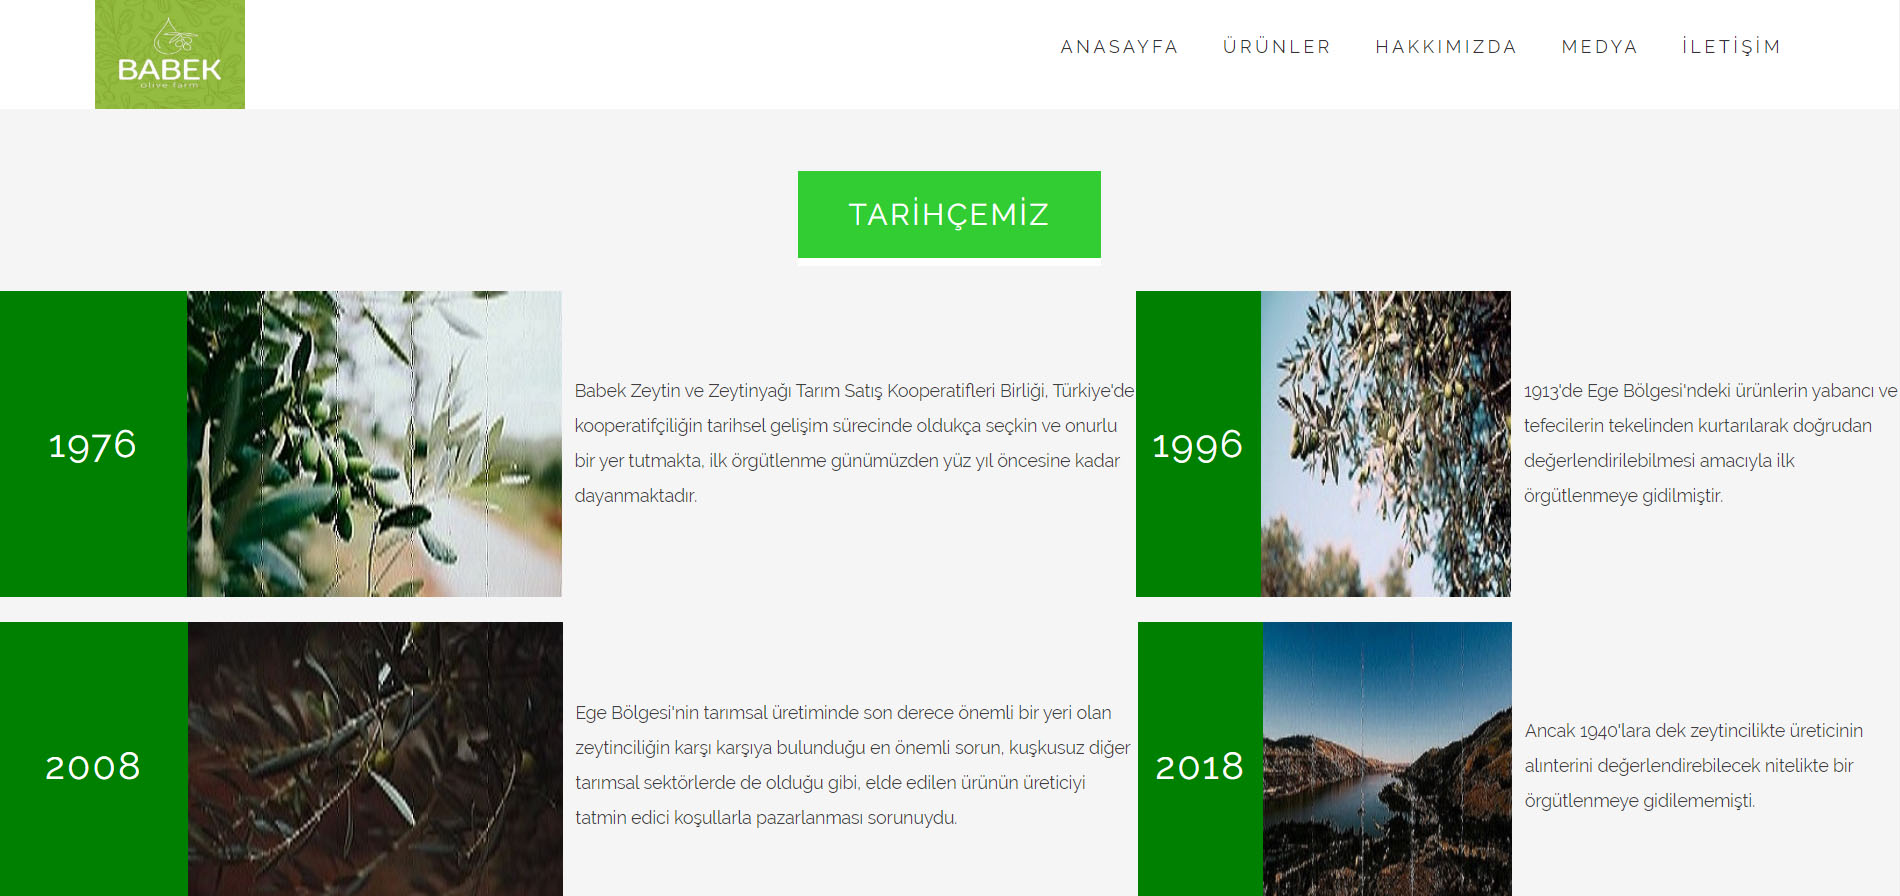 BABEK
olive farm
ANASAYFA ÜRÜNLER HAKKIMIZDA MEDYA İLETİŞİM
TARİHÇEMİZ
1976
Babek Zeytin ve Zeytinyağı Tarım Satış Kooperatifleri Birliği, Türkiye'de
kooperatifçiliğin tarihsel gelişim sürecinde oldukça seçkin ve onurlu
bir yer tutmakta, ilk örgütlenme günümüzden yüz yıl öncesine kadar
dayanmaktadır.
1996
1913'de Ege Bölgesi'ndeki ürünlerin yabancı ve
tefecilerin tekelinden kurtarılarak doğrudan
değerlendirilebilmesi amacıyla ilk
örgütlenmeye gidilmiştir.
2008
Ege Bölgesi'nin tarımsal üretiminde son derece önemli bir yeri olan
zeytinciliğin karşı karşıya bulunduğu en önemli sorun, kuşkusuz diğer
tarımsal sektörlerde de olduğu gibi, elde edilen ürünün üreticiyi
tatmin edici koşullarla pazarlanması sorunuydu.
2018
Ancak 1940'lara dek zeytincilikte üreticinin
alınterini değerlendirebilecek nitelikte bir
örgütlenmeye gidilememişti.